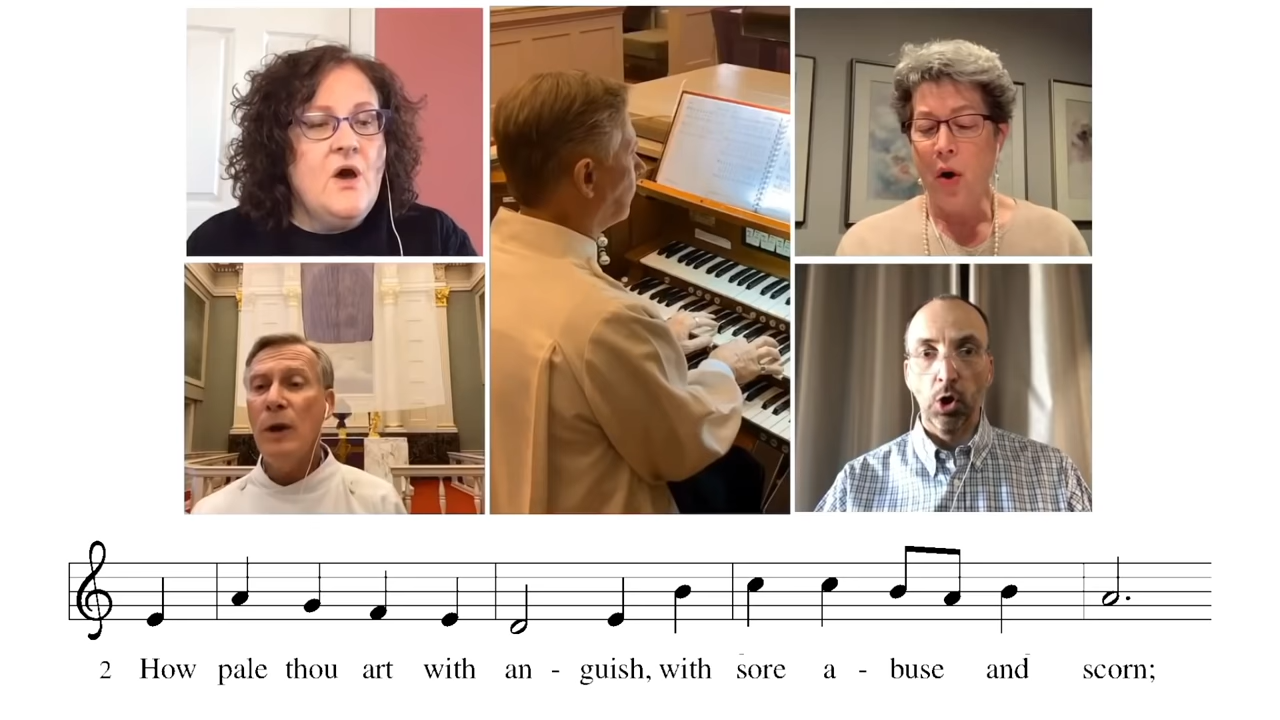 2 How pale thou art with an - guish, with sore a - buse and scorn;